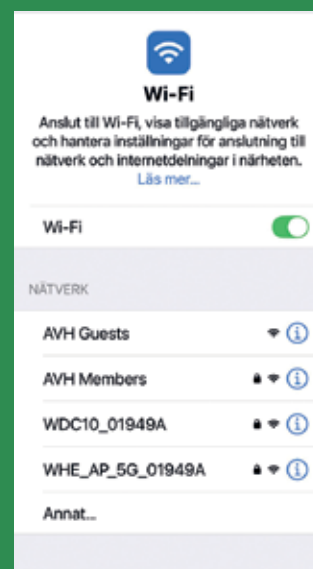 Wi-Fi
Anslut till Wi-Fi, visa tillgängliga nätverk
och hantera inställningar för anslutning till
nätverk och internetdelningar i närheten.
Läs mer...
Wi-Fi
NÄTVERK
AVH Guests
AVH Members
WDC10_01949A
WHE_AP_5G_01949A
Annat...